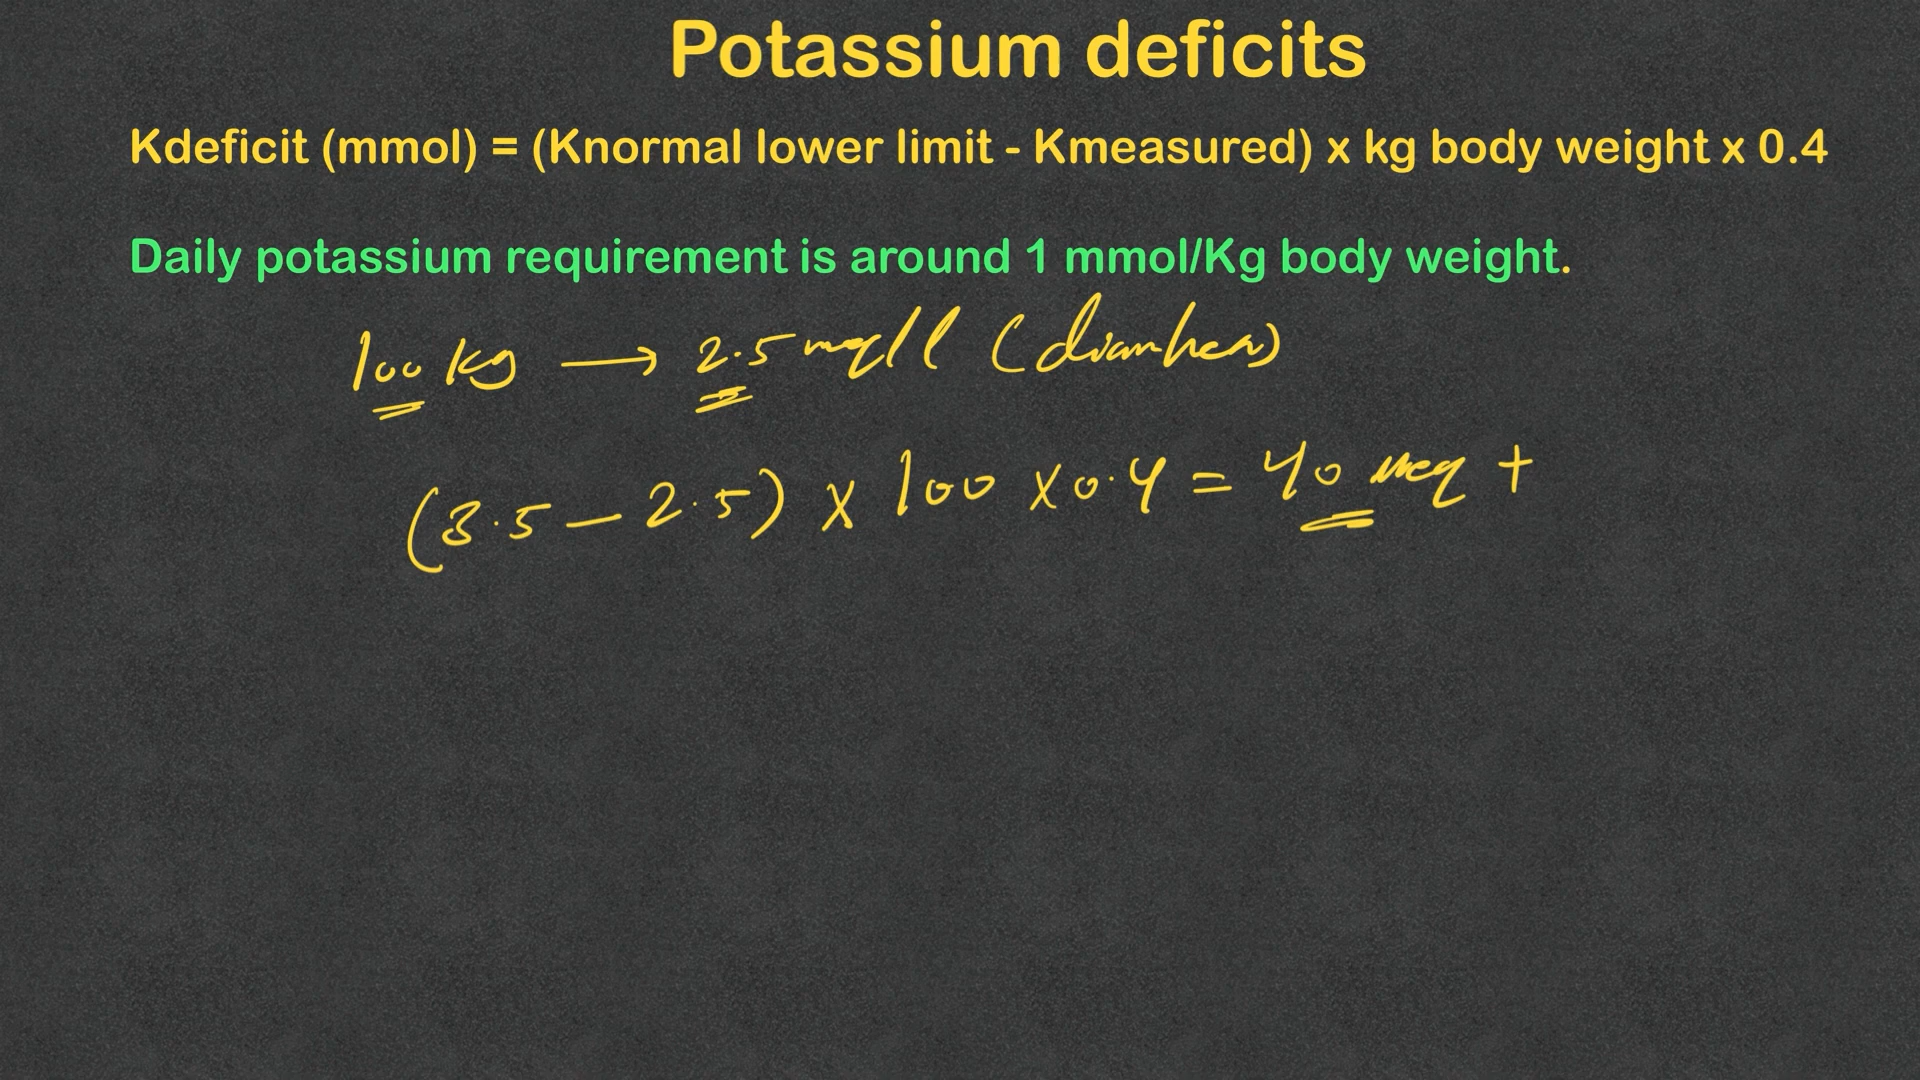 Potassium deficits
Kdeficit (mmol) = (Knormal lower limit - Kmeasured) x kg body weight x 0.4
Daily potassium requirement is around 1 mmol/Kg body weight.
100 kg → 2.5 meq/l (diarrhea)
(3.5 - 2.5) x 100 x 0.4 = 40 meq +